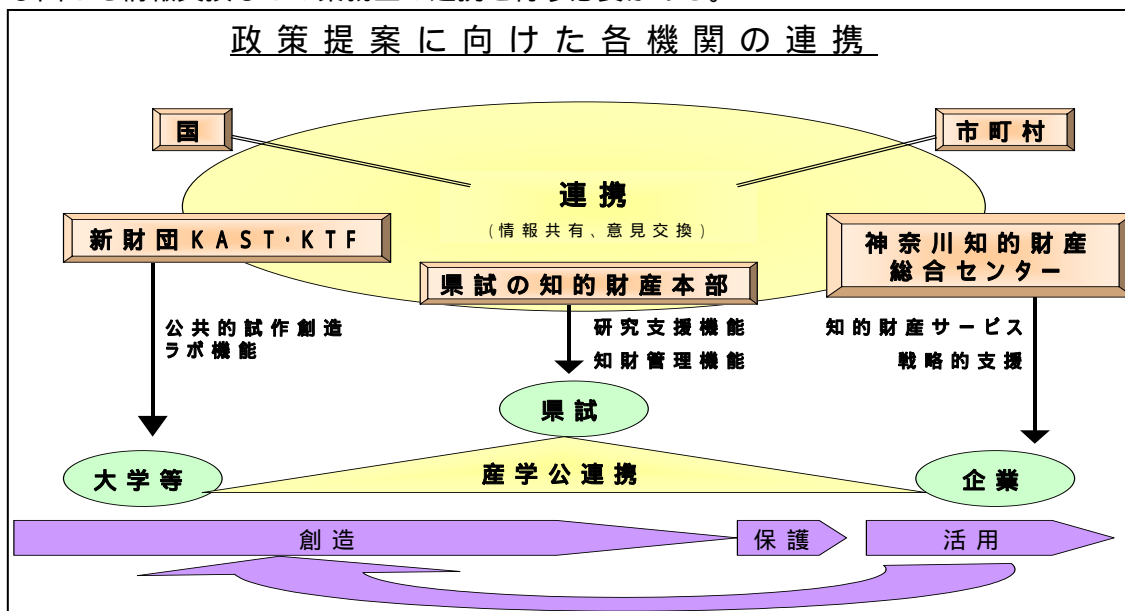 政策提案に向けた各機関の連携
国
市町村
連携
(情報共有、意見交換)
新財団KAST・KTF
神奈川知的財産
総合センター
県試の知的財産本部
公共的試作創造
ラボ機能
研究支援機能
知財管理機能
知的財産サービス
戦略的支援
県試
大学等
産学公連携
企業
創造
保護
活用